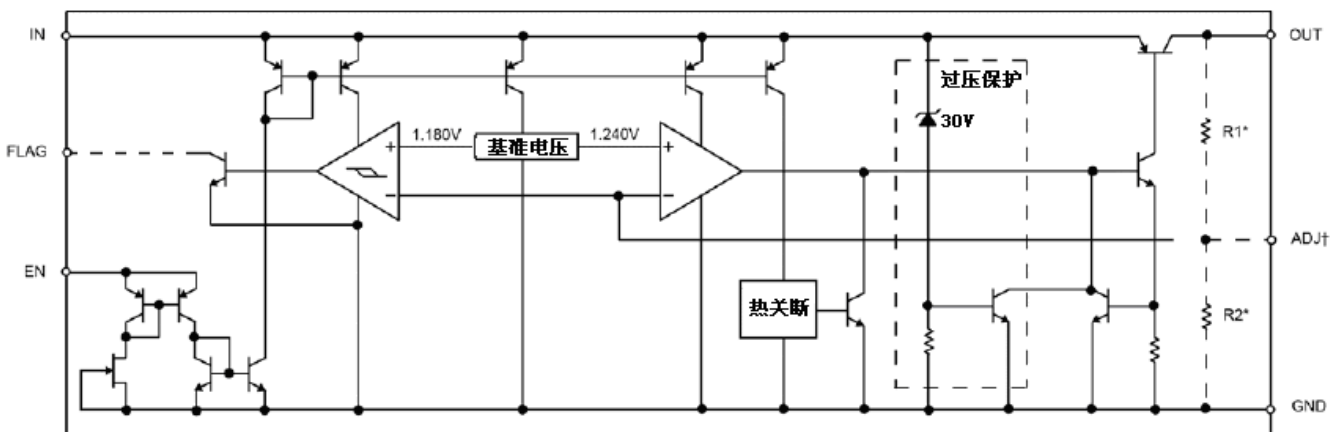 IN
OUT
过压保护
30V
R1*
FLAG
+
1.180V
基准电压
1.240V
+
−
−
ADJ†
EN
热关断
R2*
GND